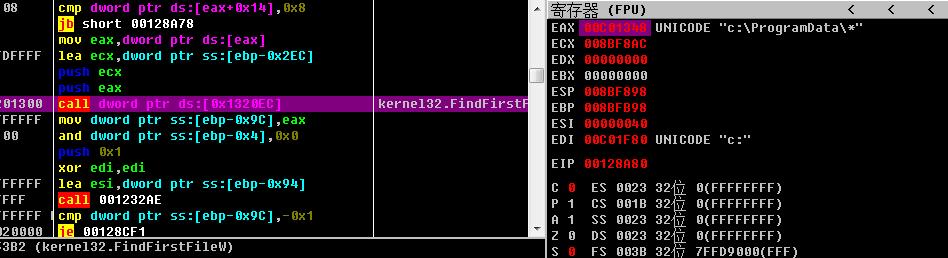 08 cmp dword ptr ds:[eax+0x14],0x8
jb short 00128A78
mov eax,dword ptr ds:[eax]
FDFFFF lea ecx,dword ptr ss:[ebp-0x2EC]
push ecx
push eax
201300 call dword ptr ds:[0x1320EC] kernel32.FindFirstF
FFFFFF mov dword ptr ss:[ebp-0x9C],eax
00 and dword ptr ss:[ebp-0x4],0x0
push 0x1
xor edi,edi
FFFFFF lea esi,dword ptr ss:[ebp-0x94]
FFFF call 001232AE
FFFFFF cmp dword ptr ss:[ebp-0x9C],-0x1
020000 je 00128CF1
F3B2 (kernel32.FindFirstFileW)
寄存器 (FPU) < < <
EAX 00C01348 UNICODE "c:\ProgramData\*"
ECX 008BF8AC
EDX 00000000
EBX 00000000
ESP 008BF898
EBP 008BFB98
ESI 00000040
EDI 00C01F80 UNICODE "c:"
EIP 00128A80
C 0 ES 0023 32位 0(FFFFFFFF)
P 1 CS 001B 32位 0(FFFFFFFF)
A 1 SS 0023 32位 0(FFFFFFFF)
Z 0 DS 0023 32位 0(FFFFFFFF)
S 0 FS 003B 32位 7FFD9000(FFF)